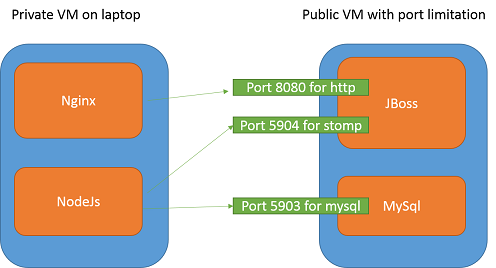 Private VM on laptop
Public VM with port limitation
Nginx
Port 8080 for http
JBoss
Port 5904 for stomp
NodeJs
Port 5903 for mysql
MySql